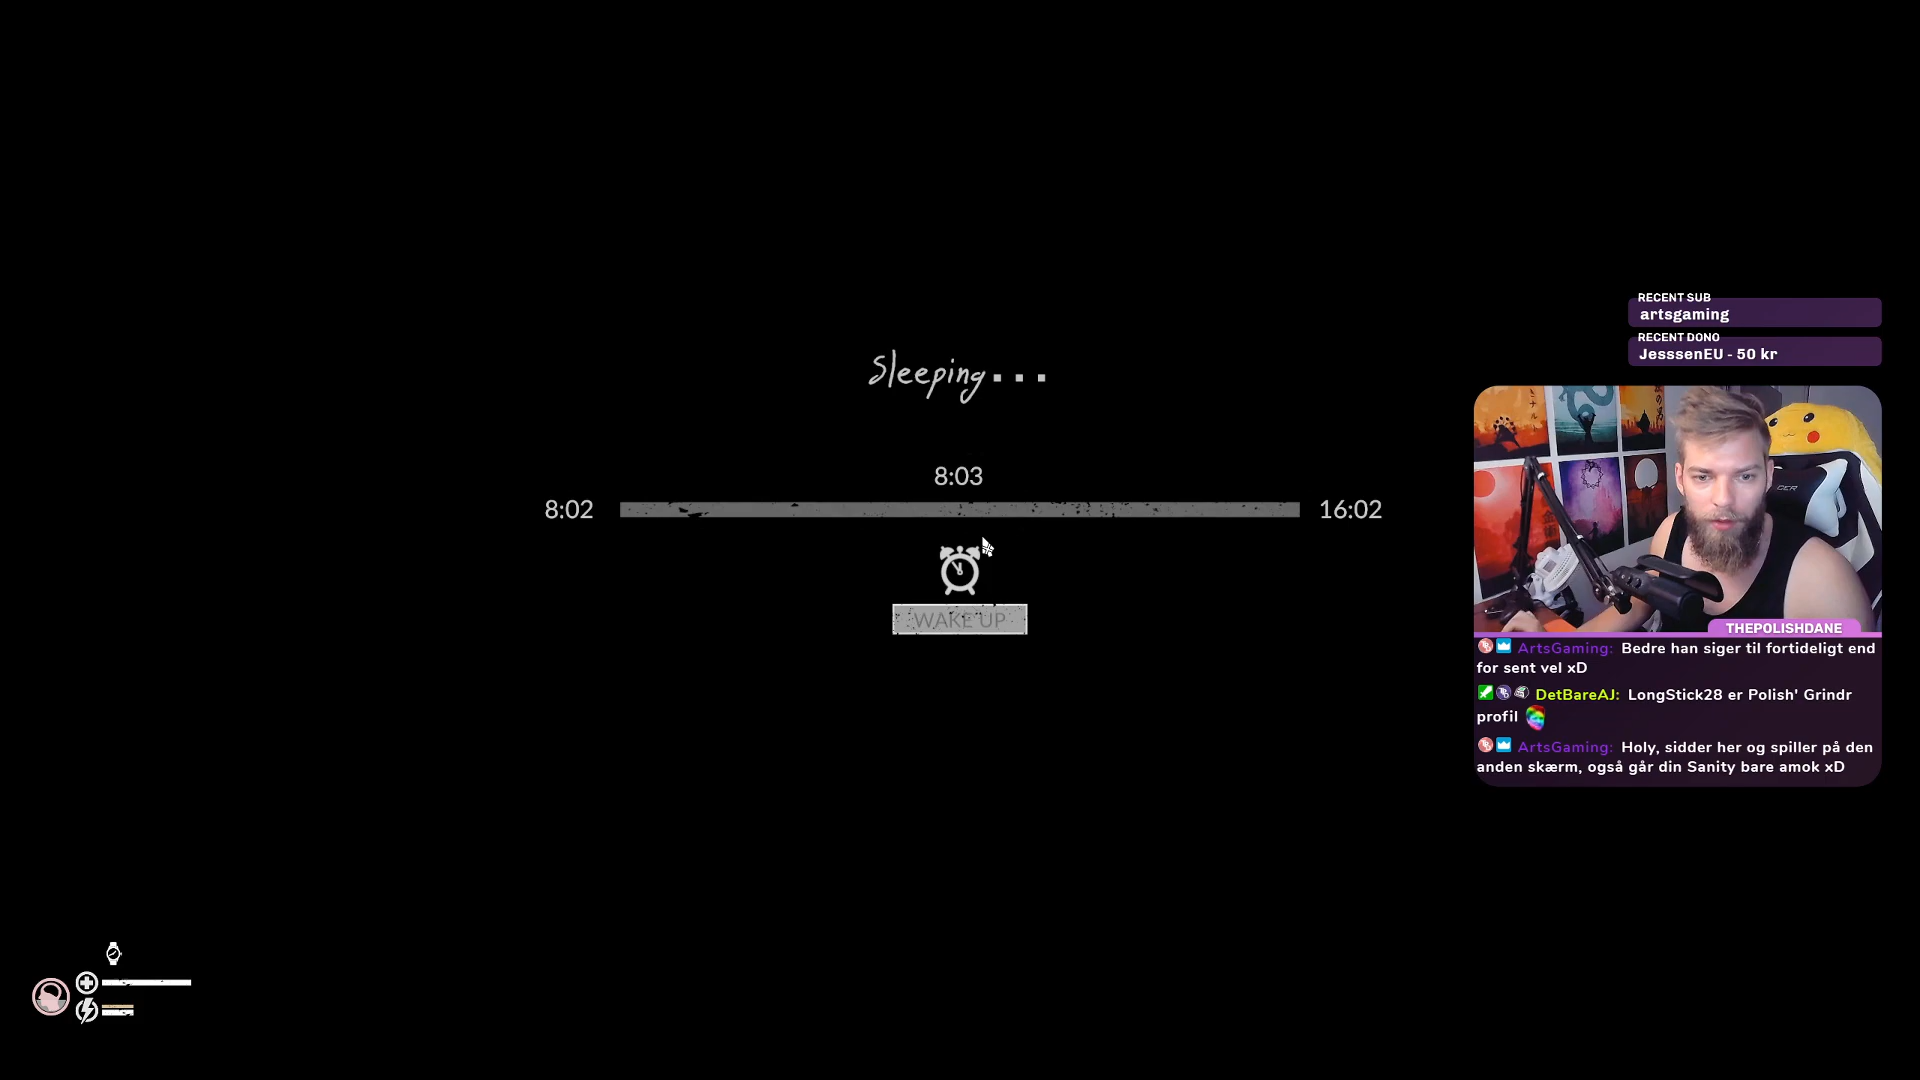 RECENT SUB
artsgaming
RECENT DONO
JesssenEU - 50 kr
Sleeping...
8:03
8:02
16:02
WAKE UP
THEPOLISHDANE
ArtsGaming: Bedre han siger til fortideligt end
for sent vel xD
DetBareAJ: LongStick28 er Polish' Grindr
profil
ArtsGaming: Holy, sidder her og spiller på den
anden skærm, også går din Sanity bare amok xD